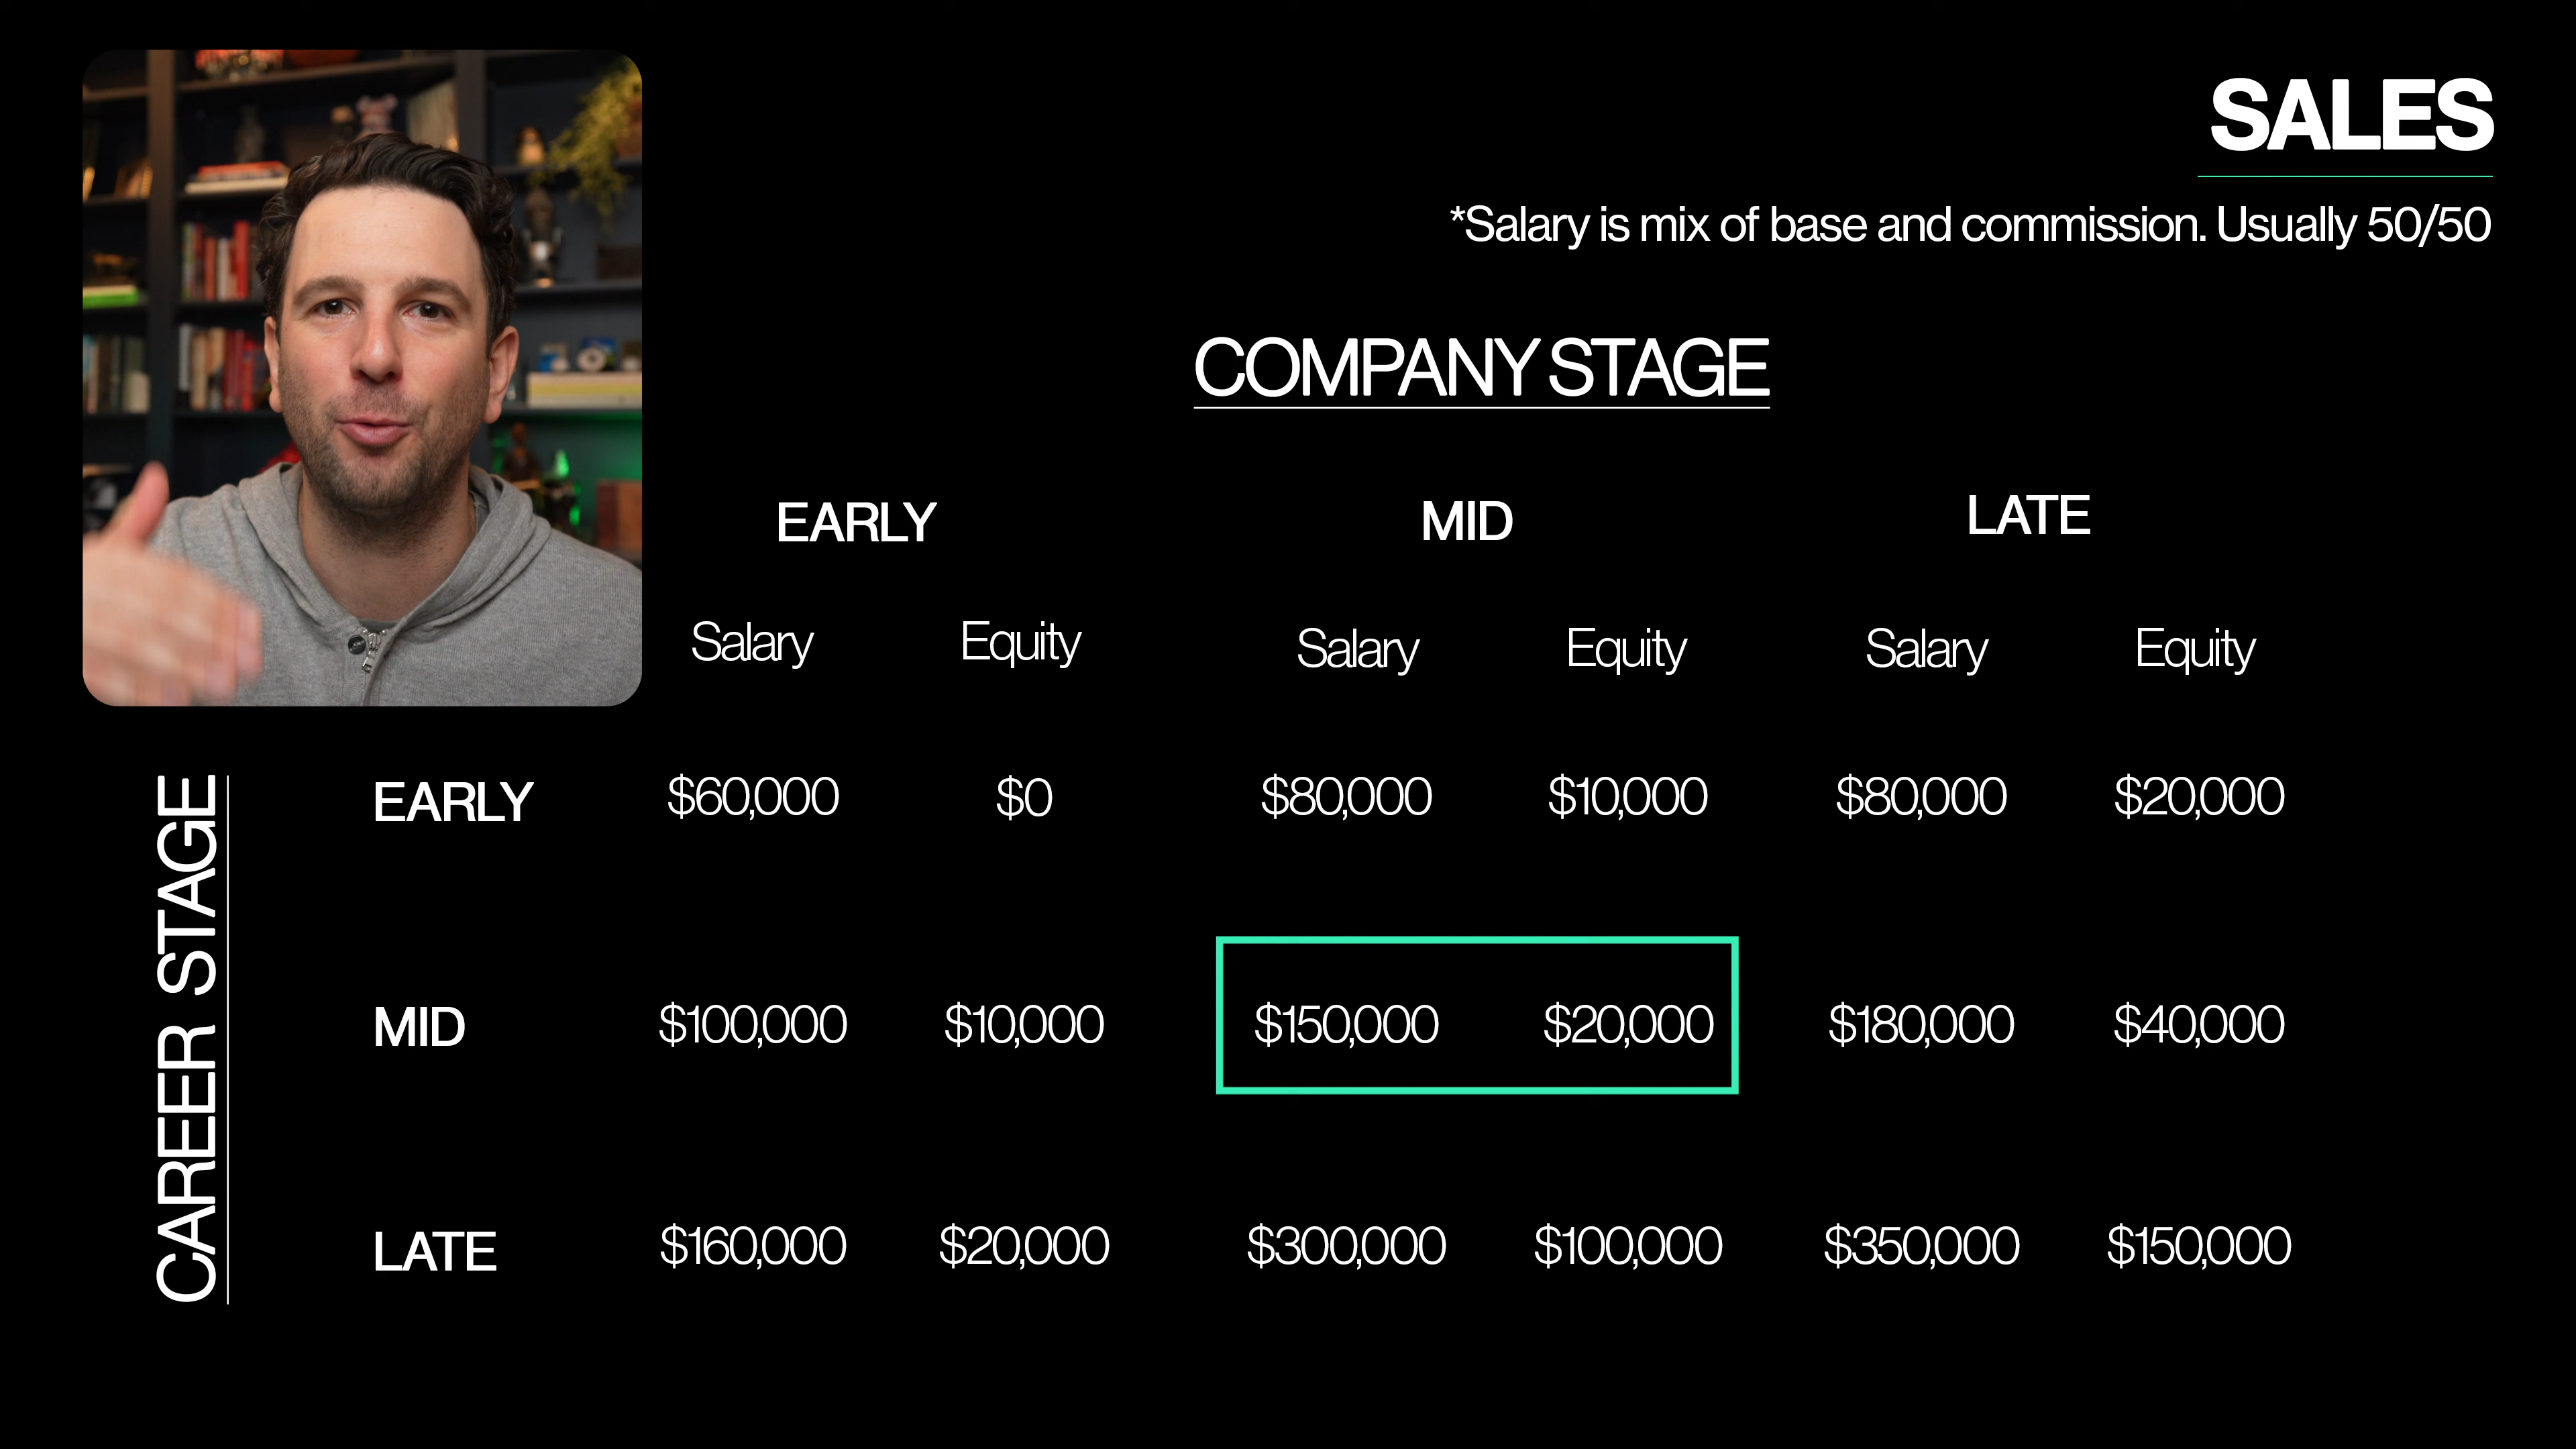 SALES
*Salary is mix of base and commission. Usually 50/50
COMPANY STAGE
EARLY MID LATE
Salary Equity Salary Equity Salary Equity
CAREER STAGE
EARLY $60,000 $0 $80,000 $10,000 $80,000 $20,000
MID $100,000 $10,000 $150,000 $20,000 $180,000 $40,000
LATE $160,000 $20,000 $300,000 $100,000 $350,000 $150,000